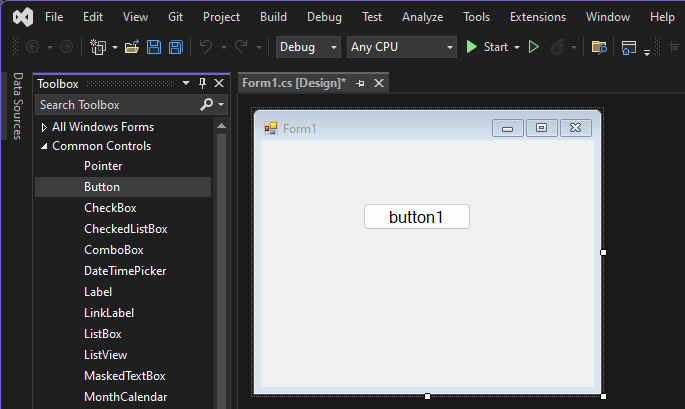 File Edit View Git Project Build Debug Test Analyze Tools Extensions Window Help
Debug Any CPU Start
Data Sources
Toolbox
Search Toolbox
All Windows Forms
Common Controls
Pointer
Button
CheckBox
CheckedListBox
ComboBox
DateTimePicker
Label
LinkLabel
ListBox
ListView
MaskedTextBox
MonthCalendar
Form1.cs [Design]*
Form1
button1